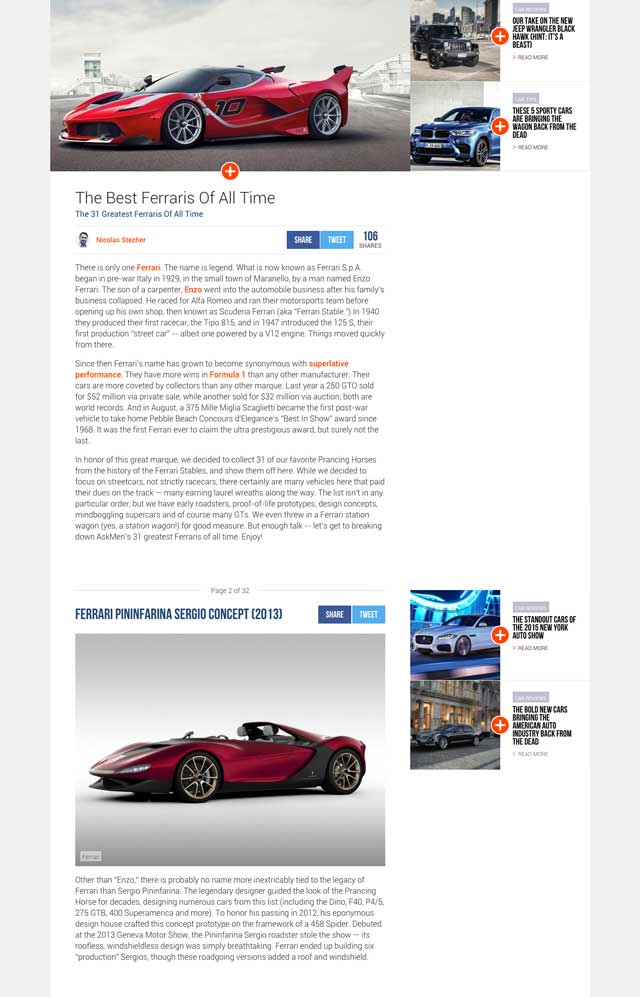 10
CAR REVIEWS
OUR TAKE ON THE NEW
JEEP WRANGLER BLACK
HAWK (HINT: IT'S A
BEAST)
> READ MORE
CAR TIPS
THESE 5 SPORTY CARS
ARE BRINGING THE
WAGON BACK FROM THE
DEAD
> READ MORE
The Best Ferraris Of All Time
The 31 Greatest Ferraris Of All Time
Nicolas Stecher
SHARE TWEET 106
SHARES
There is only one Ferrari. The name is legend. What is now known as Ferrari S.p.A.
began in pre-war Italy in 1929, in the small town of Maranello, by a man named Enzo
Ferrari. The son of a carpenter, Enzo went into the automobile business after his family's
business collapsed. He raced for Alfa Romeo and ran their motorsports team before
opening up his own shop, then known as Scuderia Ferrari (aka "Ferrari Stable.") In 1940
they produced their first racecar, the Tipo 815, and in 1947 introduced the 125 S, their
first production "street car" -- albeit one powered by a V12 engine. Things moved quickly
from there.
Since then Ferrari's name has grown to become synonymous with superlative
performance. They have more wins in Formula 1 than any other manufacturer. Their
cars are more coveted by collectors than any other marque. Last year a 250 GTO sold
for $52 million via private sale, while another sold for $32 million via auction; both are
world records. And in August, a 375 Mille Miglia Scaglietti became the first post-war
vehicle to take home Pebble Beach Concours d'Elegance's "Best In Show" award since
1968. It was the first Ferrari ever to claim the ultra prestigious award, but surely not the
last.
In honor of this great marque, we decided to collect 31 of our favorite Prancing Horses
from the history of the Ferrari Stables, and show them off here. While we decided to
focus on streetcars, not strictly racecars, there certainly are many vehicles here that paid
their dues on the track — many earning laurel wreaths along the way. The list isn't in any
particular order, but we have early roadsters, proof-of-life prototypes, design concepts,
mindboggling supercars and of course many GTs. We even threw in a Ferrari station
wagon (yes, a station wagon!) for good measure. But enough talk -- let's get to breaking
down AskMen's 31 greatest Ferraris of all time. Enjoy!
Page 2 of 32
FERRARI PININFARINA SERGIO CONCEPT (2013)
SHARE TWEET
CAR REVIEWS
THE STANDOUT CARS OF
THE 2015 NEW YORK
AUTO SHOW
> READ MORE
CAR REVIEWS
THE BOLD NEW CARS
BRINGING THE
AMERICAN AUTO
INDUSTRY BACK FROM
THE DEAD
> READ MORE
Ferrari
Other than "Enzo," there is probably no name more inextricably tied to the legacy of
Ferrari than Sergio Pininfarina. The legendary designer guided the look of the Prancing
Horse for decades, designing numerous cars from this list (including the Dino, F40, P4/5,
275 GTB, 400 Superamerica and more). To honor his passing in 2012, his eponymous
design house crafted this concept prototype on the framework of a 458 Spider. Debuted
at the 2013 Geneva Motor Show, the Pininfarina Sergio roadster stole the show — its
roofless, windshieldless design was simply breathtaking. Ferrari ended up building six
"production" Sergios, though these roadgoing versions added a roof and windshield.